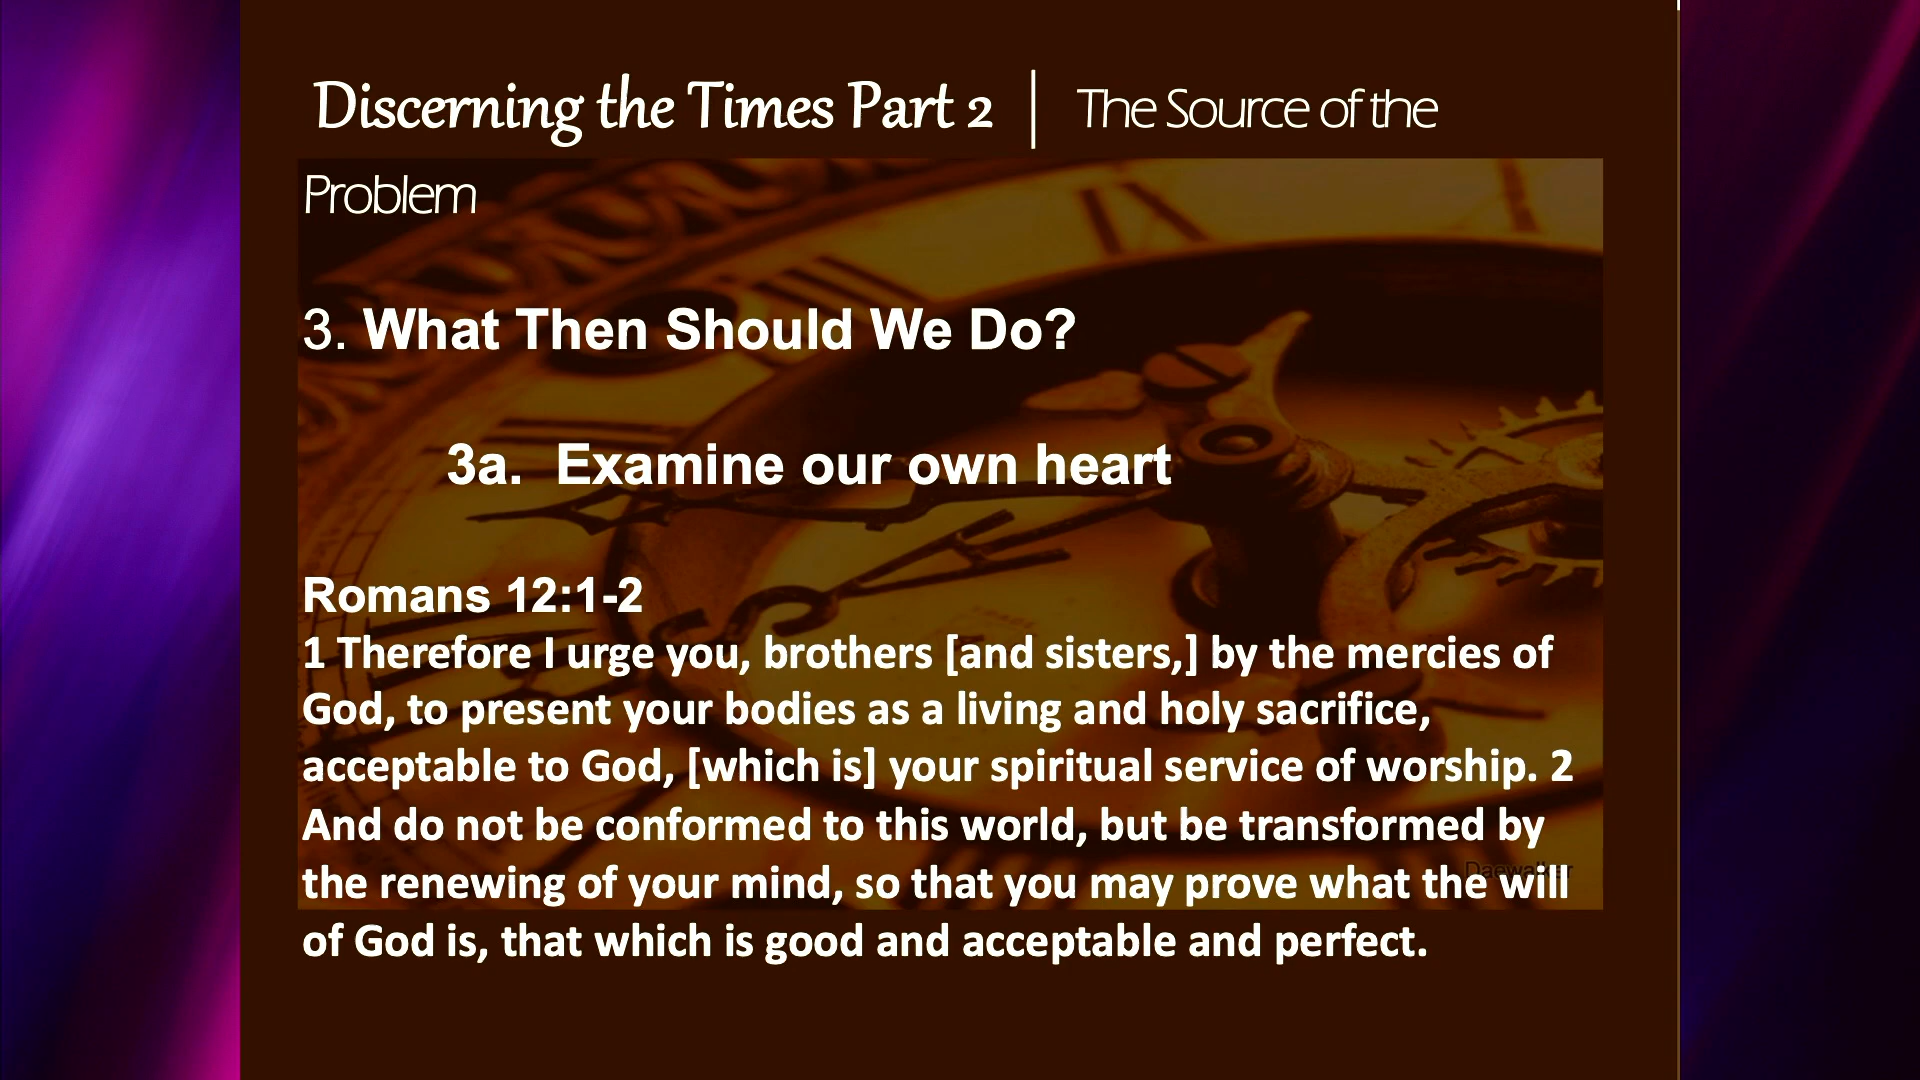 Discerning the Times Part 2 | The Source of the
Problem
3. What Then Should We Do?
3a. Examine our own heart
Romans 12:1-2
1 Therefore I urge you, brothers [and sisters,] by the mercies of
God, to present your bodies as a living and holy sacrifice,
acceptable to God, [which is] your spiritual service of worship. 2
And do not be conformed to this world, but be transformed by
the renewing of your mind, so that you may prove what the will
of God is, that which is good and acceptable and perfect.